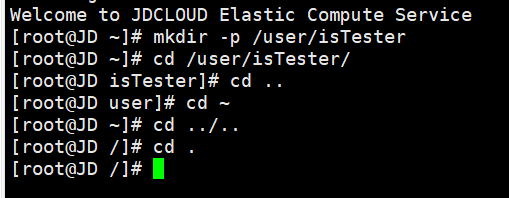 Welcome to JDCLOUD Elastic Compute Service
[root@JD ~]# mkdir -p /user/isTester
[root@JD ~]# cd /user/isTester/
[root@JD isTester]# cd ..
[root@JD user]# cd ~
[root@JD ~]# cd ../..
[root@JD /]# cd .
[root@JD /]#